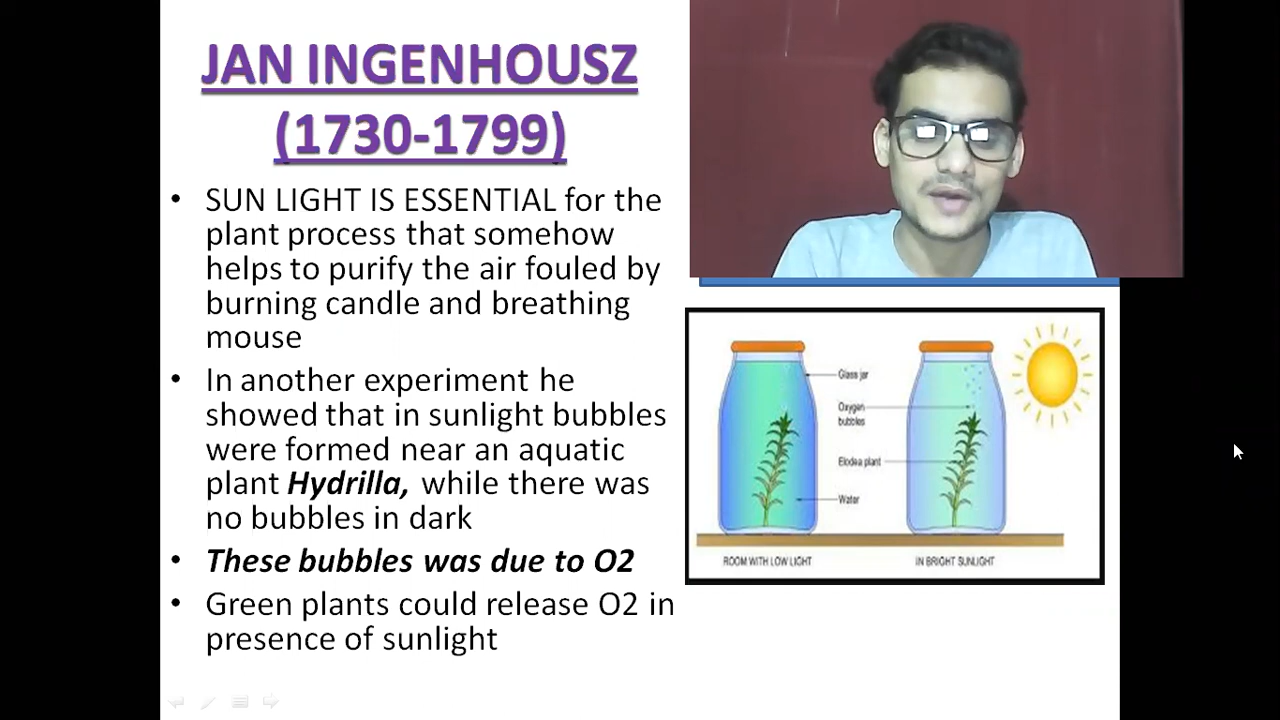 JAN INGENHOUSZ
(1730-1799)
• SUN LIGHT IS ESSENTIAL for the
plant process that somehow
helps to purify the air fouled by
burning candle and breathing
mouse
• In another experiment he
showed that in sunlight bubbles
were formed near an aquatic
plant Hydrilla, while there was
no bubbles in dark
• These bubbles was due to O2
• Green plants could release O2 in
presence of sunlight
Glass jar
Oxygen
bubbles
Elodea plant
Water
ROOM WITH LOW LIGHT
IN BRIGHT SUNLIGHT